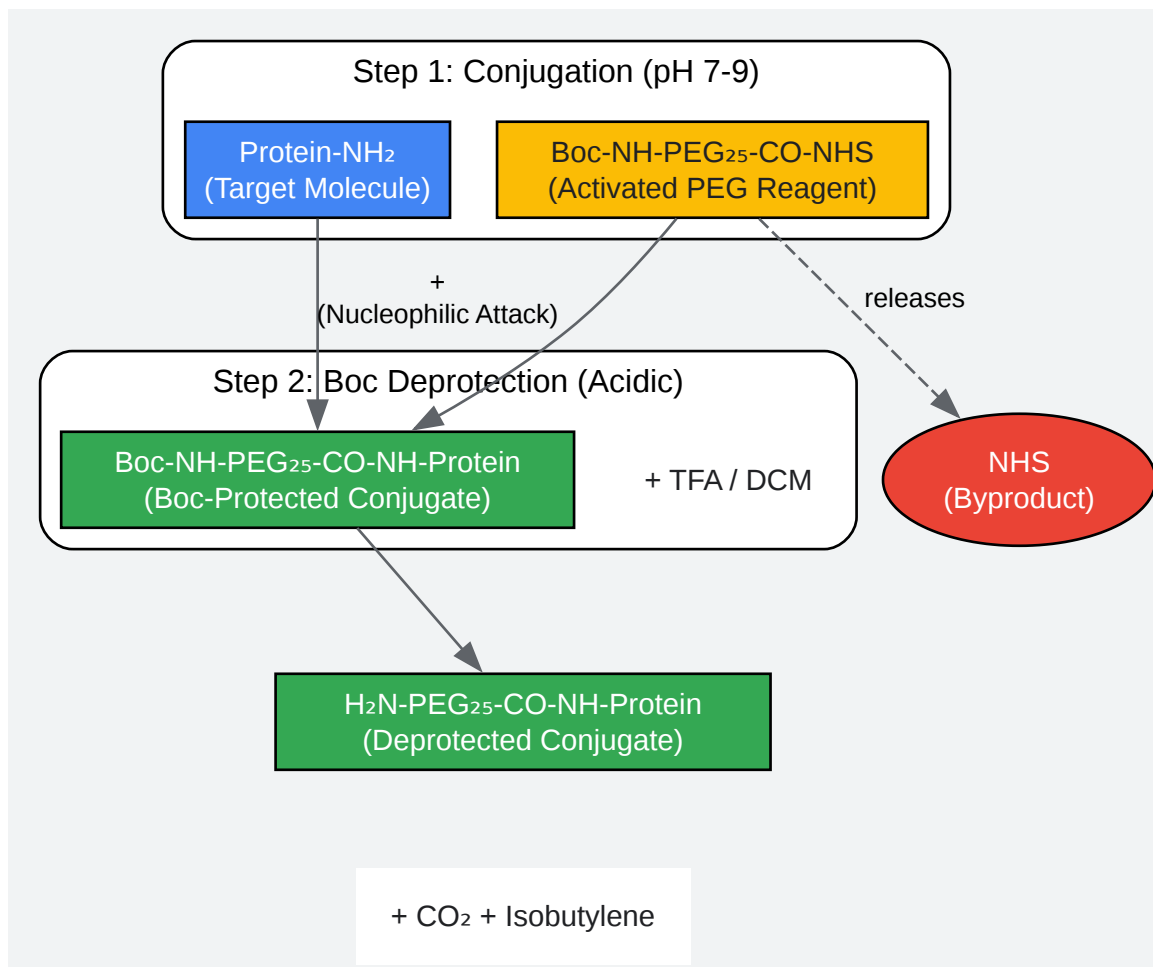 Step 1: Conjugation (pH 7-9)
Protein-NH₂
(Target Molecule)
Boc-NH-PEG₂₅-CO-NHS
(Activated PEG Reagent)
+
(Nucleophilic Attack)
releases
Step 2: Boc Deprotection (Acidic)
Boc-NH-PEG₂₅-CO-NH-Protein
(Boc-Protected Conjugate)
+ TFA / DCM
NHS
(Byproduct)
H₂N-PEG₂₅-CO-NH-Protein
(Deprotected Conjugate)
+ CO₂ + Isobutylene